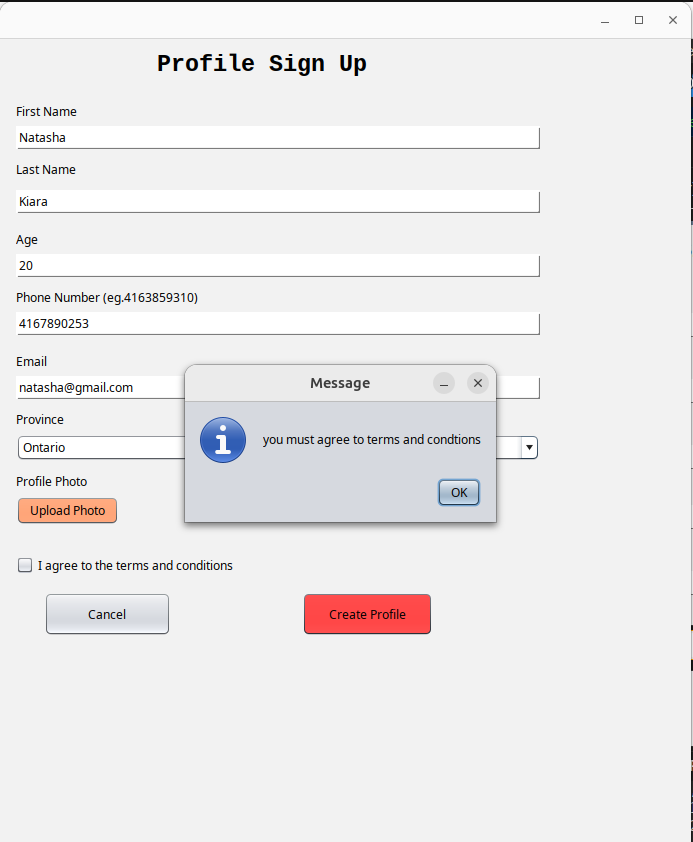 Profile Sign Up
First Name
Natasha
Last Name
Kiara
Age
20
Phone Number (eg.4163859310)
4167890253
Email
natasha@gmail.com
Province
Ontario
Profile Photo
Upload Photo
Message
you must agree to terms and condtions
OK
I agree to the terms and conditions
Cancel
Create Profile